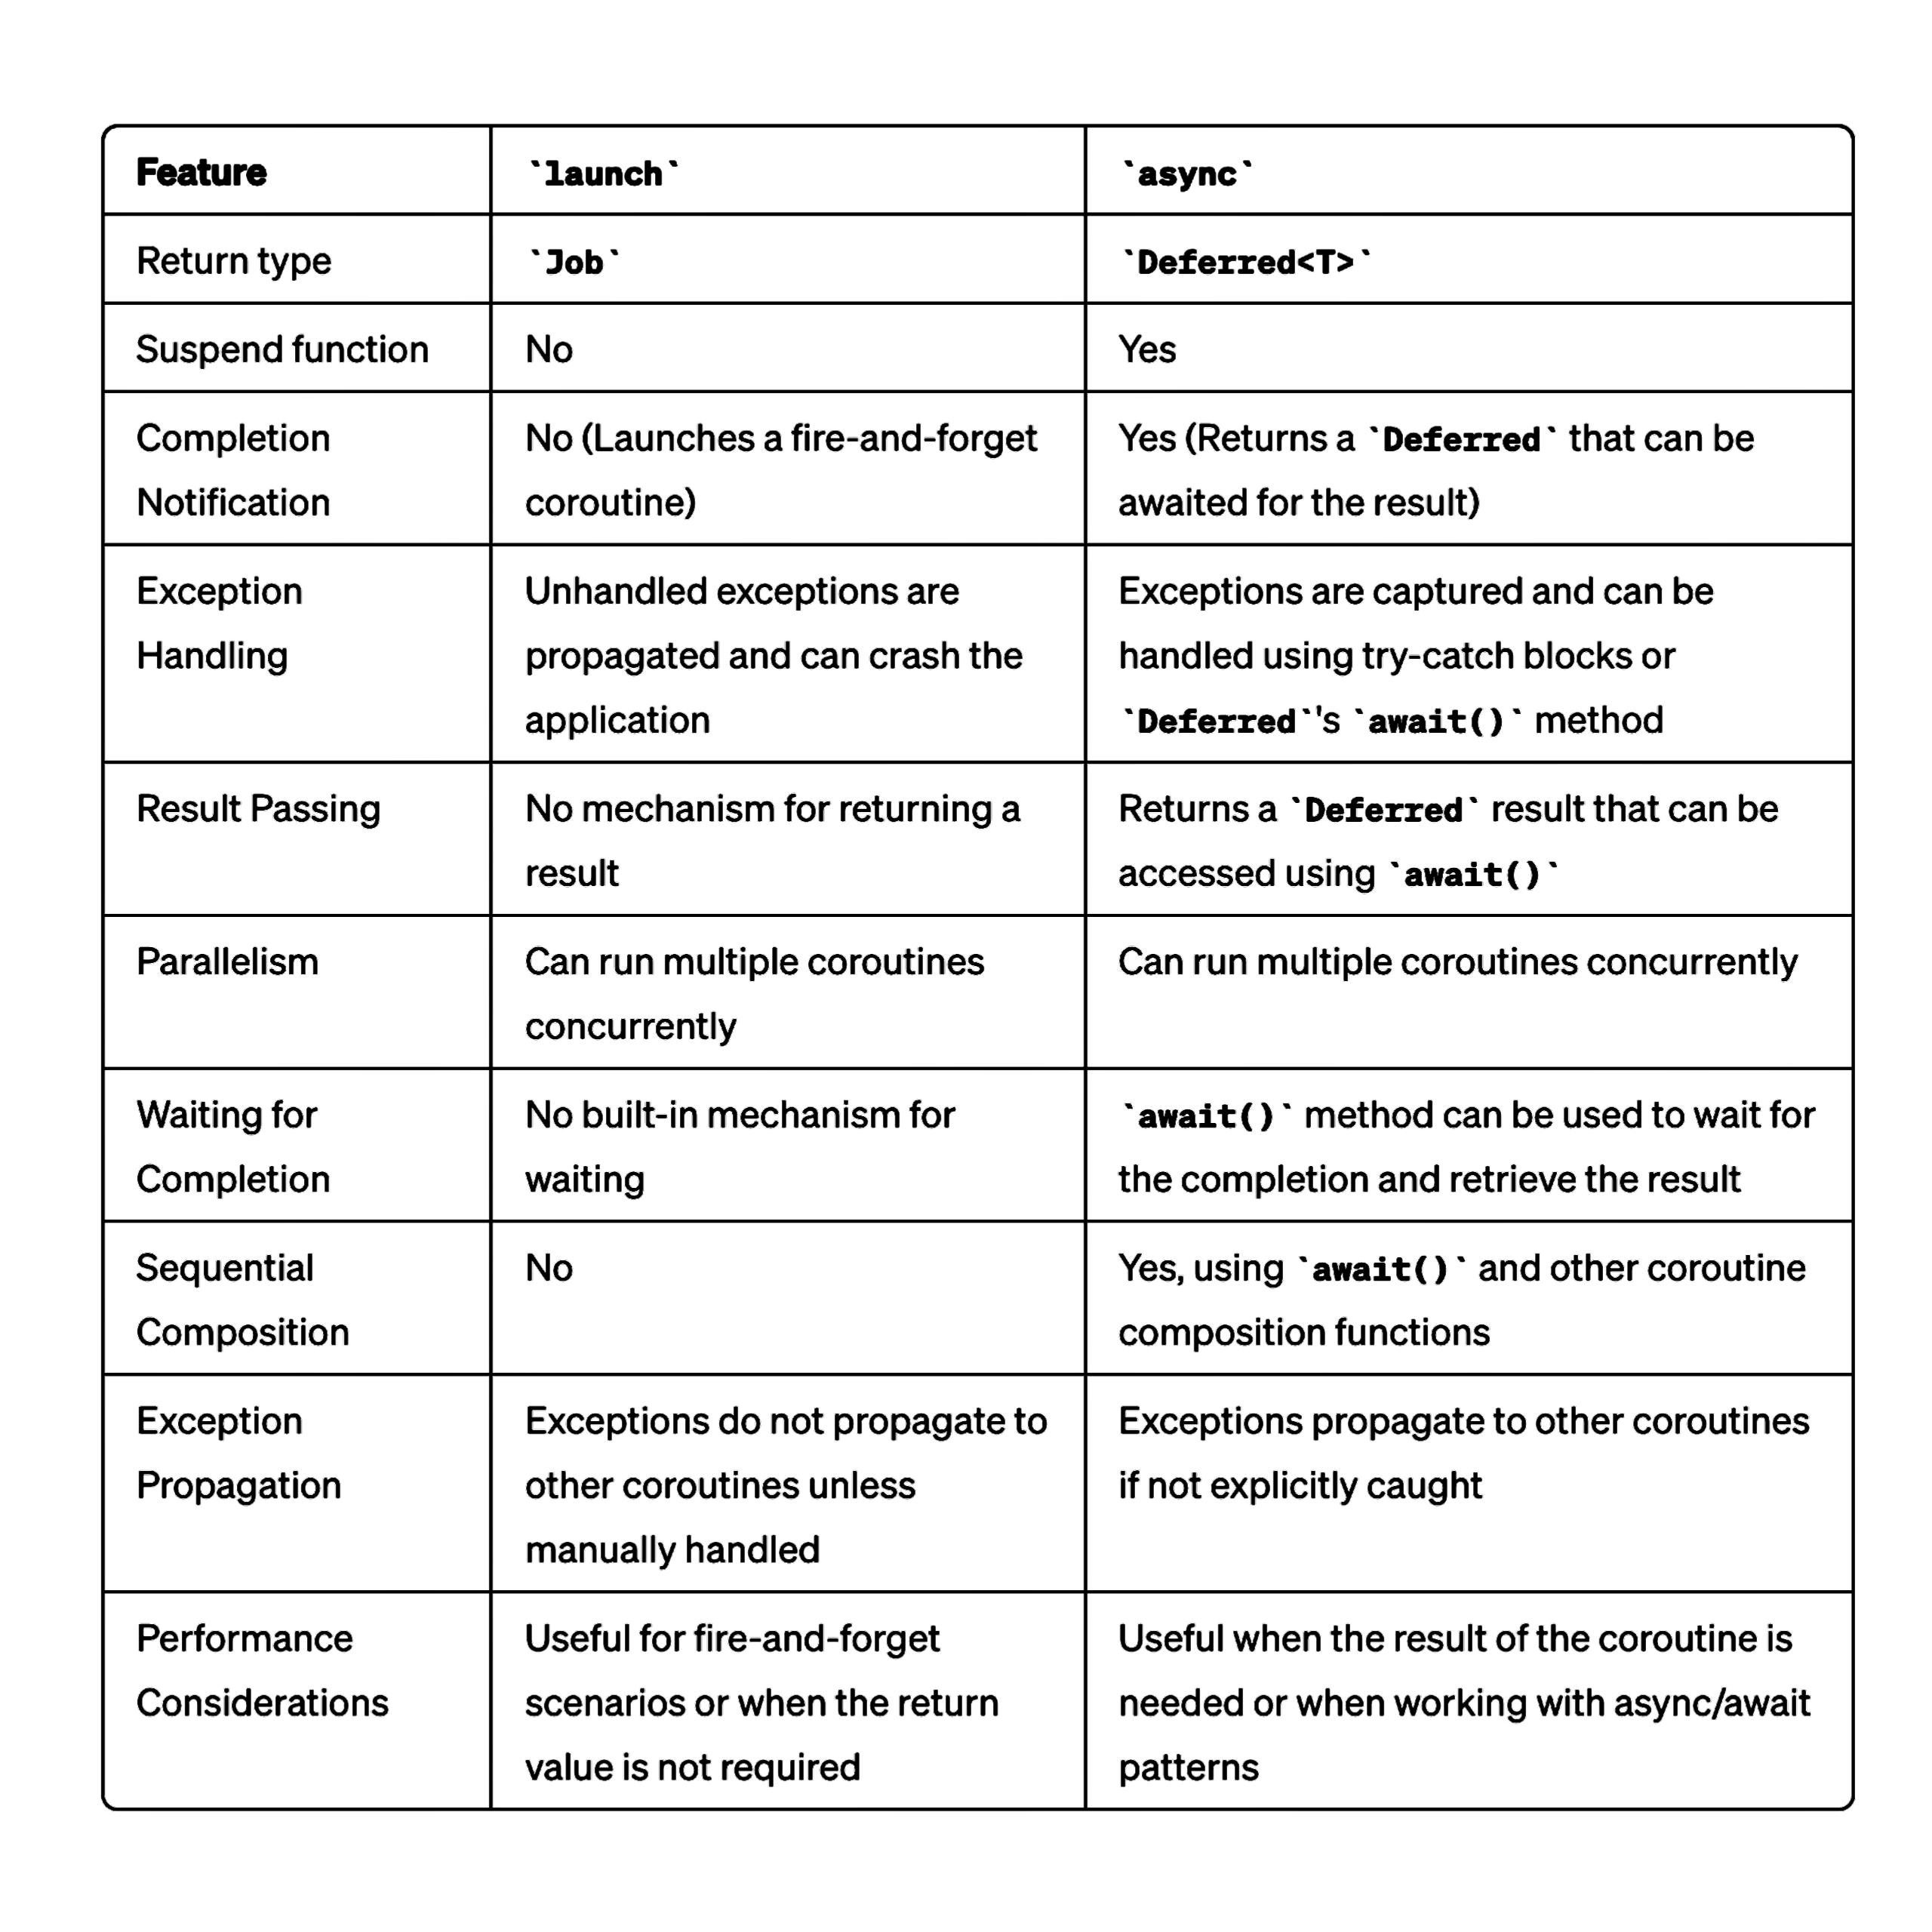 Feature
`launch`
`async`
Return type
`Job`
`Deferred<T>`
Suspend function
No
Yes
Completion
Notification
No (Launches a fire-and-forget
coroutine)
Yes (Returns a `Deferred` that can be
awaited for the result)
Exception
Handling
Unhandled exceptions are
propagated and can crash the
application
Exceptions are captured and can be
handled using try-catch blocks or
`Deferred`'s `await()` method
Result Passing
No mechanism for returning a
result
Returns a `Deferred` result that can be
accessed using `await()`
Parallelism
Can run multiple coroutines
concurrently
Can run multiple coroutines concurrently
Waiting for
Completion
No built-in mechanism for
waiting
`await()` method can be used to wait for
the completion and retrieve the result
Sequential
Composition
No
Yes, using `await()` and other coroutine
composition functions
Exception
Propagation
Exceptions do not propagate to
other coroutines unless
manually handled
Exceptions propagate to other coroutines
if not explicitly caught
Performance
Considerations
Useful for fire-and-forget
scenarios or when the return
value is not required
Useful when the result of the coroutine is
needed or when working with async/await
patterns